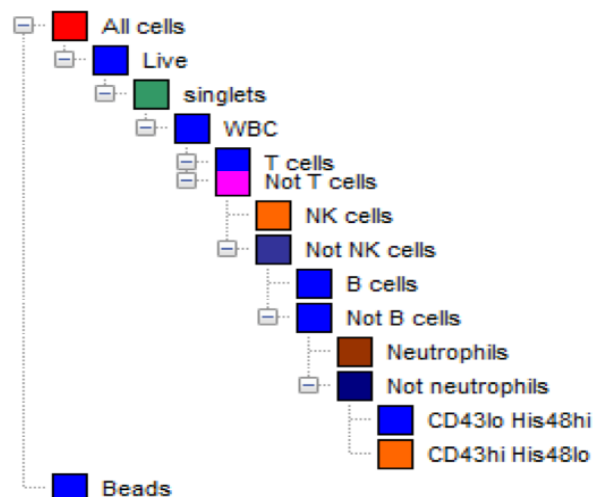 All cells
Live
singlets
WBC
T cells
Not T cells
NK cells
Not NK cells
B cells
Not B cells
Neutrophils
Not neutrophils
CD43lo His48hi
CD43hi His48lo
Beads